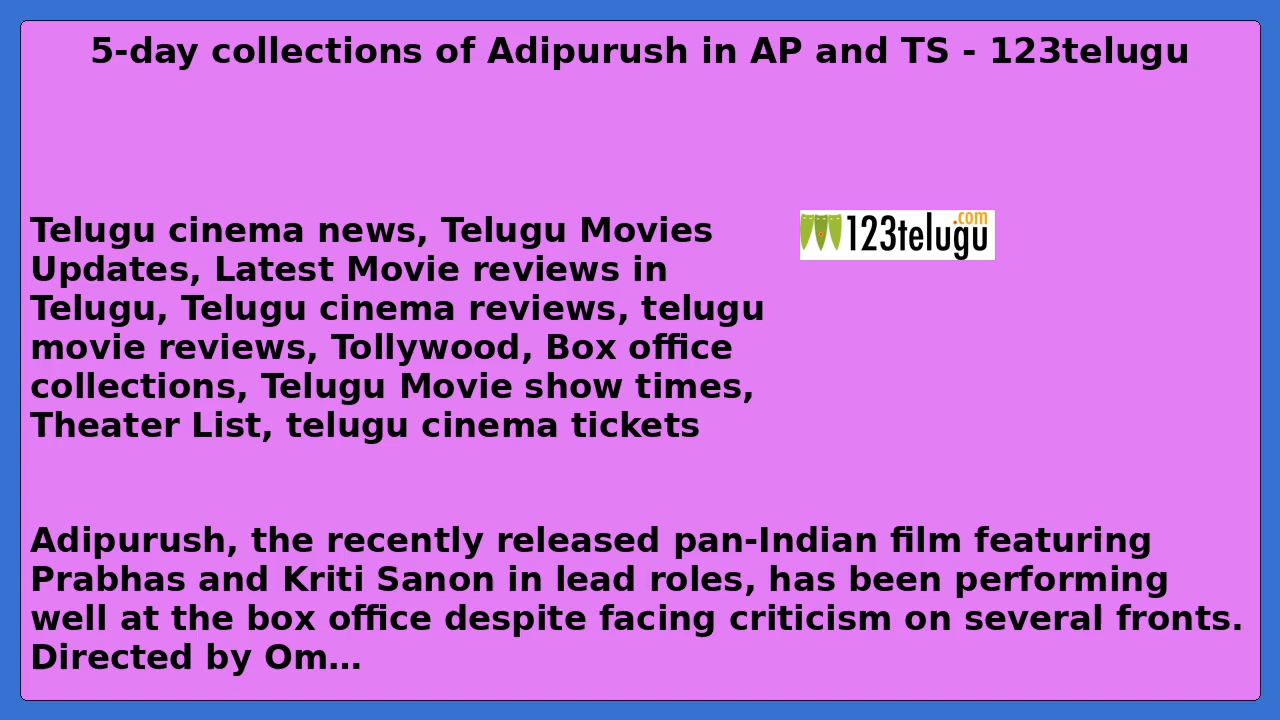 5-day collections of Adipurush in AP and TS - 123telugu
Telugu cinema news, Telugu Movies
Updates, Latest Movie reviews in
Telugu, Telugu cinema reviews, telugu
movie reviews, Tollywood, Box office
collections, Telugu Movie show times,
Theater List, telugu cinema tickets
123telugu.com
Adipurush, the recently released pan-Indian film featuring
Prabhas and Kriti Sanon in lead roles, has been performing
well at the box office despite facing criticism on several fronts.
Directed by Om…